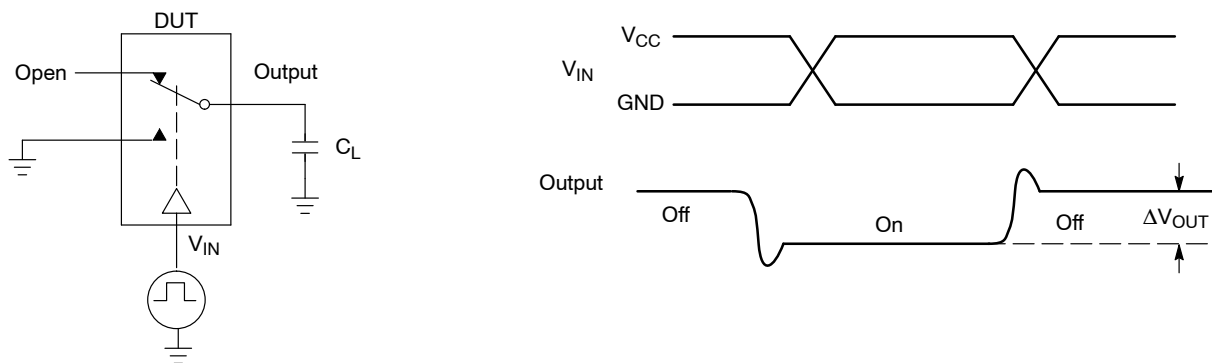 DUT
Open
Output
C_L
V_IN
V_CC
V_IN
GND
Output
Off
On
Off
ΔV_OUT